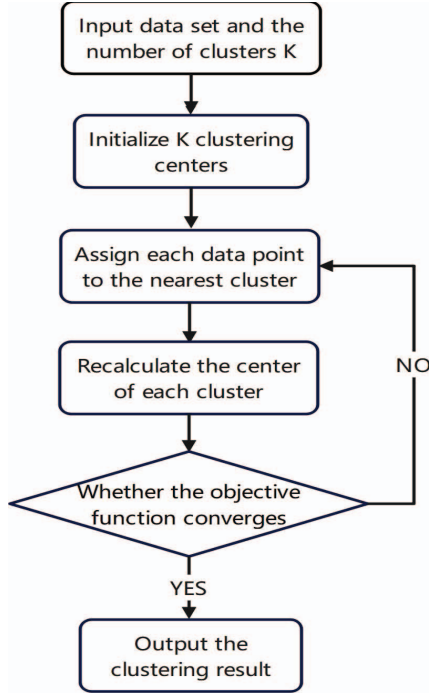 Input data set and the
number of clusters K
Initialize K clustering
centers
Assign each data point
to the nearest cluster
Recalculate the center
of each cluster
NO
Whether the objective
function converges
YES
Output the
clustering result